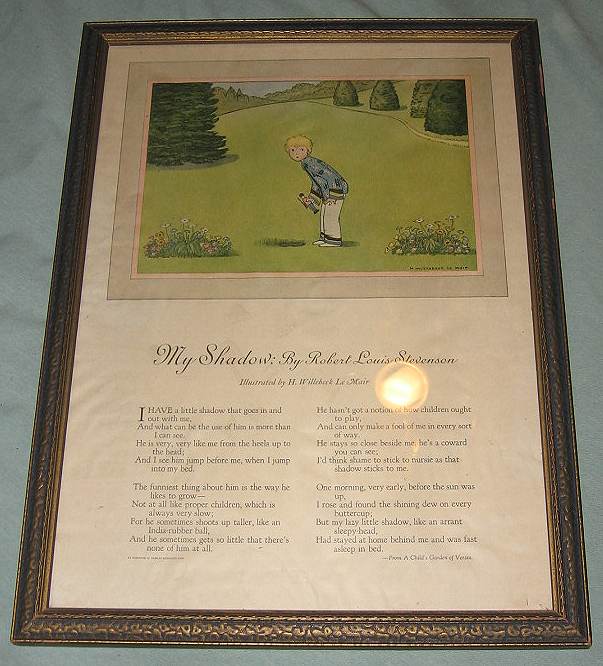 H. WILLEBEEK LE MAIR
My Shadow: By Robert Louis Stevenson
Illustrated by H. Willebeek Le Mair
I HAVE a little shadow that goes in and
out with me,
And what can be the use of him is more than
I can see.
He is very, very like me from the heels up to
the head;
And I see him jump before me, when I jump
into my bed.
The funniest thing about him is the way he
likes to grow—
Not at all like proper children, which is
always very slow;
For he sometimes shoots up taller, like an
India-rubber ball,
And he sometimes gets so little that there's
none of him at all.
He hasn't got a notion of how children ought
to play,
And can only make a fool of me in every sort
of way.
He stays so close beside me, he's a coward
you can see;
I'd think shame to stick to nursie as that
shadow sticks to me.
One morning, very early, before the sun was
up,
I rose and found the shining dew on every
buttercup;
But my lazy little shadow, like an arrant
sleepy-head,
Had stayed at home behind me and was fast
asleep in bed.
—From A Child's Garden of Verses.